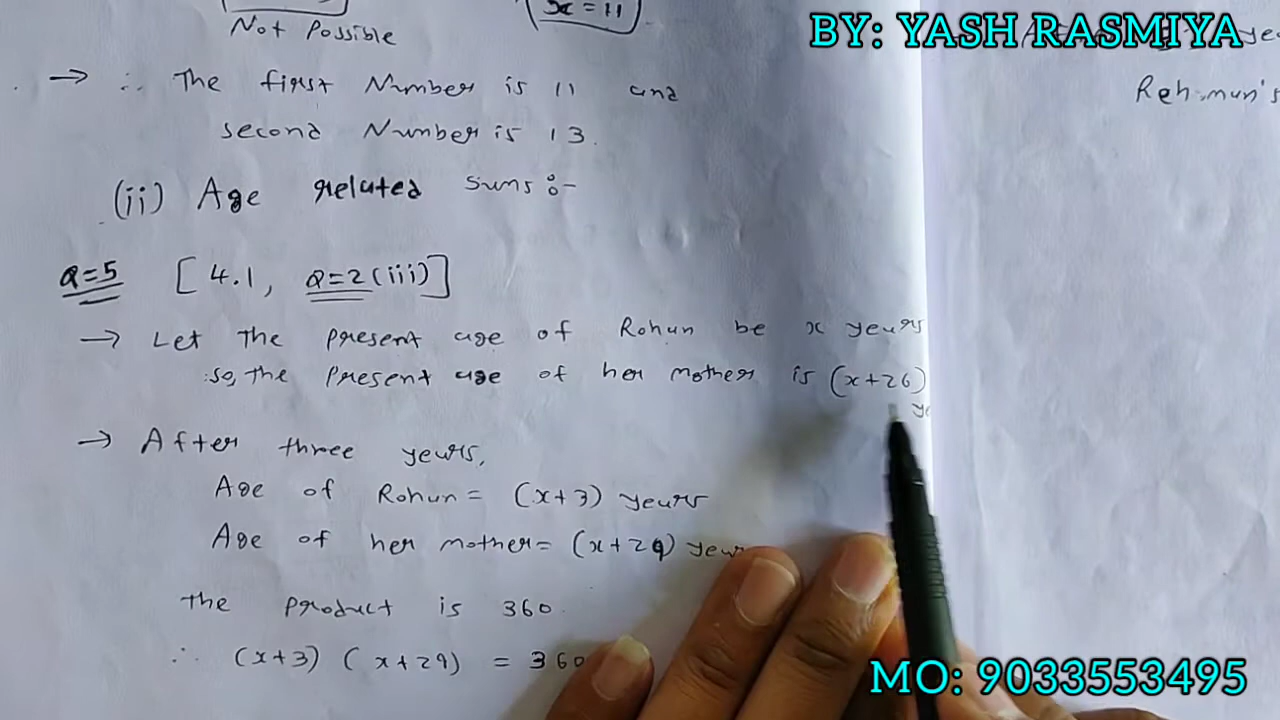 Not Possible
x = 11
BY: YASH RASMIYA
→ ∴ The first Number is 11 and
second Number is 13.
(ii) Age related sums :-
Q=5 [4.1, Q=2(iii)]
→ Let the present age of Rohan be x years
so, the present age of her mother is (x+26)
→ After three years,
Age of Rohan = (x+3) years
Age of her mother = (x+29) years
The product is 360.
∴ (x+3) (x+29) = 360
MO: 9033553495